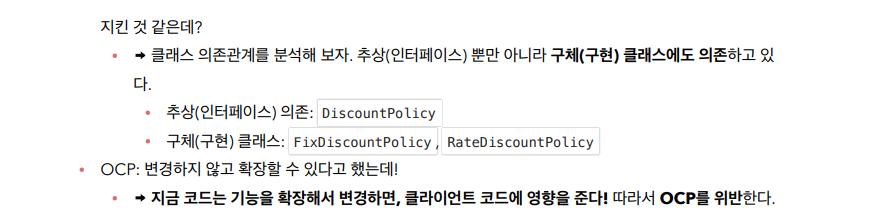 지킨 것 같은데?
• → 클래스 의존관계를 분석해 보자. 추상(인터페이스) 뿐만 아니라 구체(구현) 클래스에도 의존하고 있
다.
• 추상(인터페이스) 의존: DiscountPolicy
• 구체(구현) 클래스: FixDiscountPolicy, RateDiscountPolicy
• OCP: 변경하지 않고 확장할 수 있다고 했는데!
• → 지금 코드는 기능을 확장해서 변경하면, 클라이언트 코드에 영향을 준다! 따라서 OCP를 위반한다.